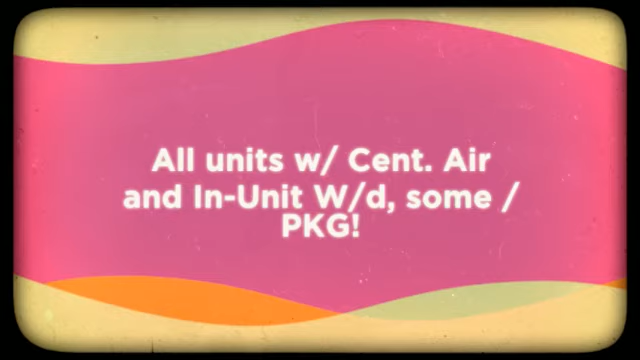 All units w/ Cent. Air
and In-Unit W/d, some /
PKG!